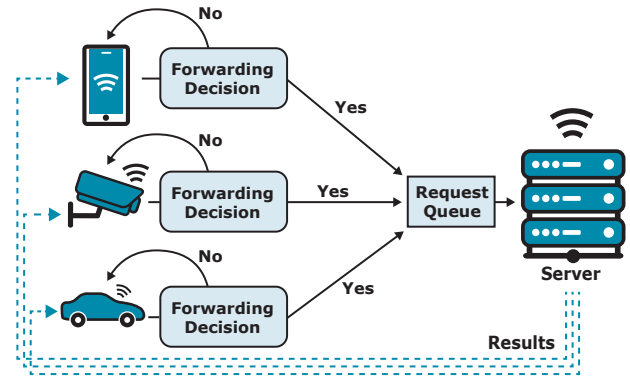 No
Forwarding
Decision
Yes
No
Forwarding
Decision
Yes
Request
Queue
Server
No
Forwarding
Decision
Yes
Results